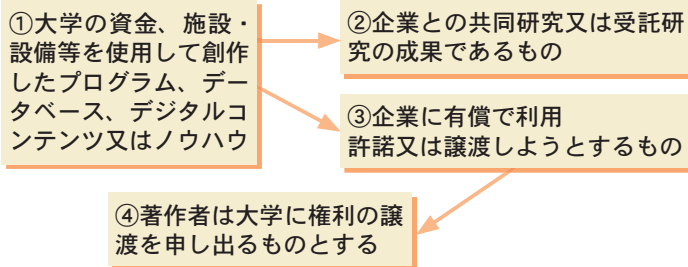 ①大学の資金、施設・
設備等を使用して創作
したプログラム、デー
タベース、デジタルコ
ンテンツ又はノウハウ
②企業との共同研究又は受託研
究の成果であるもの
③企業に有償で利用
許諾又は譲渡しようとするもの
④著作者は大学に権利の譲
渡を申し出るものとする